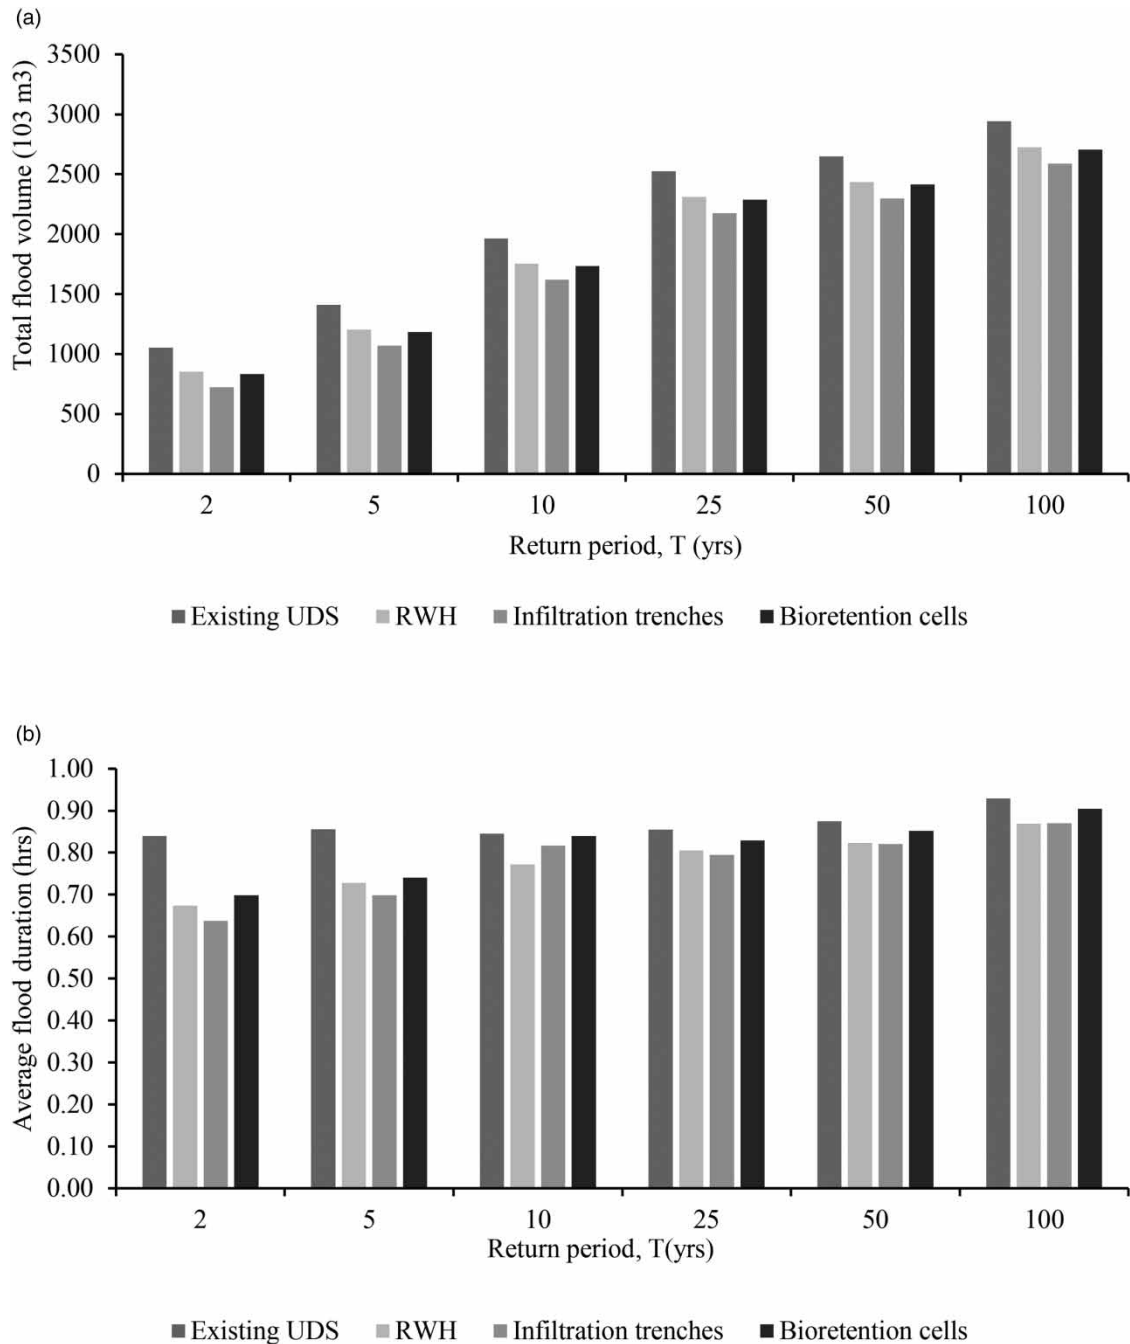 (a)
3500
3000
2500
2000
1500
1000
500
0
Total flood volume (103 m3)
2 5 10 25 50 100
Return period, T (yrs)
Existing UDS RWH Infiltration trenches Bioretention cells
(b)
1.00
0.90
0.80
0.70
0.60
0.50
0.40
0.30
0.20
0.10
0.00
Average flood duration (hrs)
2 5 10 25 50 100
Return period, T(yrs)
Existing UDS RWH Infiltration trenches Bioretention cells